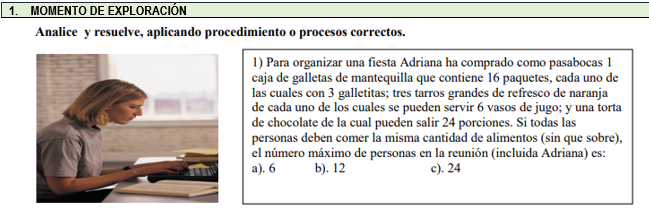 1. MOMENTO DE EXPLORACIÓN
Analice y resuelve, aplicando procedimiento o procesos correctos.
1) Para organizar una fiesta Adriana ha comprado como pasabocas 1
caja de galletas de mantequilla que contiene 16 paquetes, cada uno de
las cuales con 3 galletitas; tres tarros grandes de refresco de naranja
de cada uno de los cuales se pueden servir 6 vasos de jugo; y una torta
de chocolate de la cual pueden salir 24 porciones. Si todas las
personas deben comer la misma cantidad de alimentos (sin que sobre),
el número máximo de personas en la reunión (incluida Adriana) es:
a). 6 b). 12 c). 24